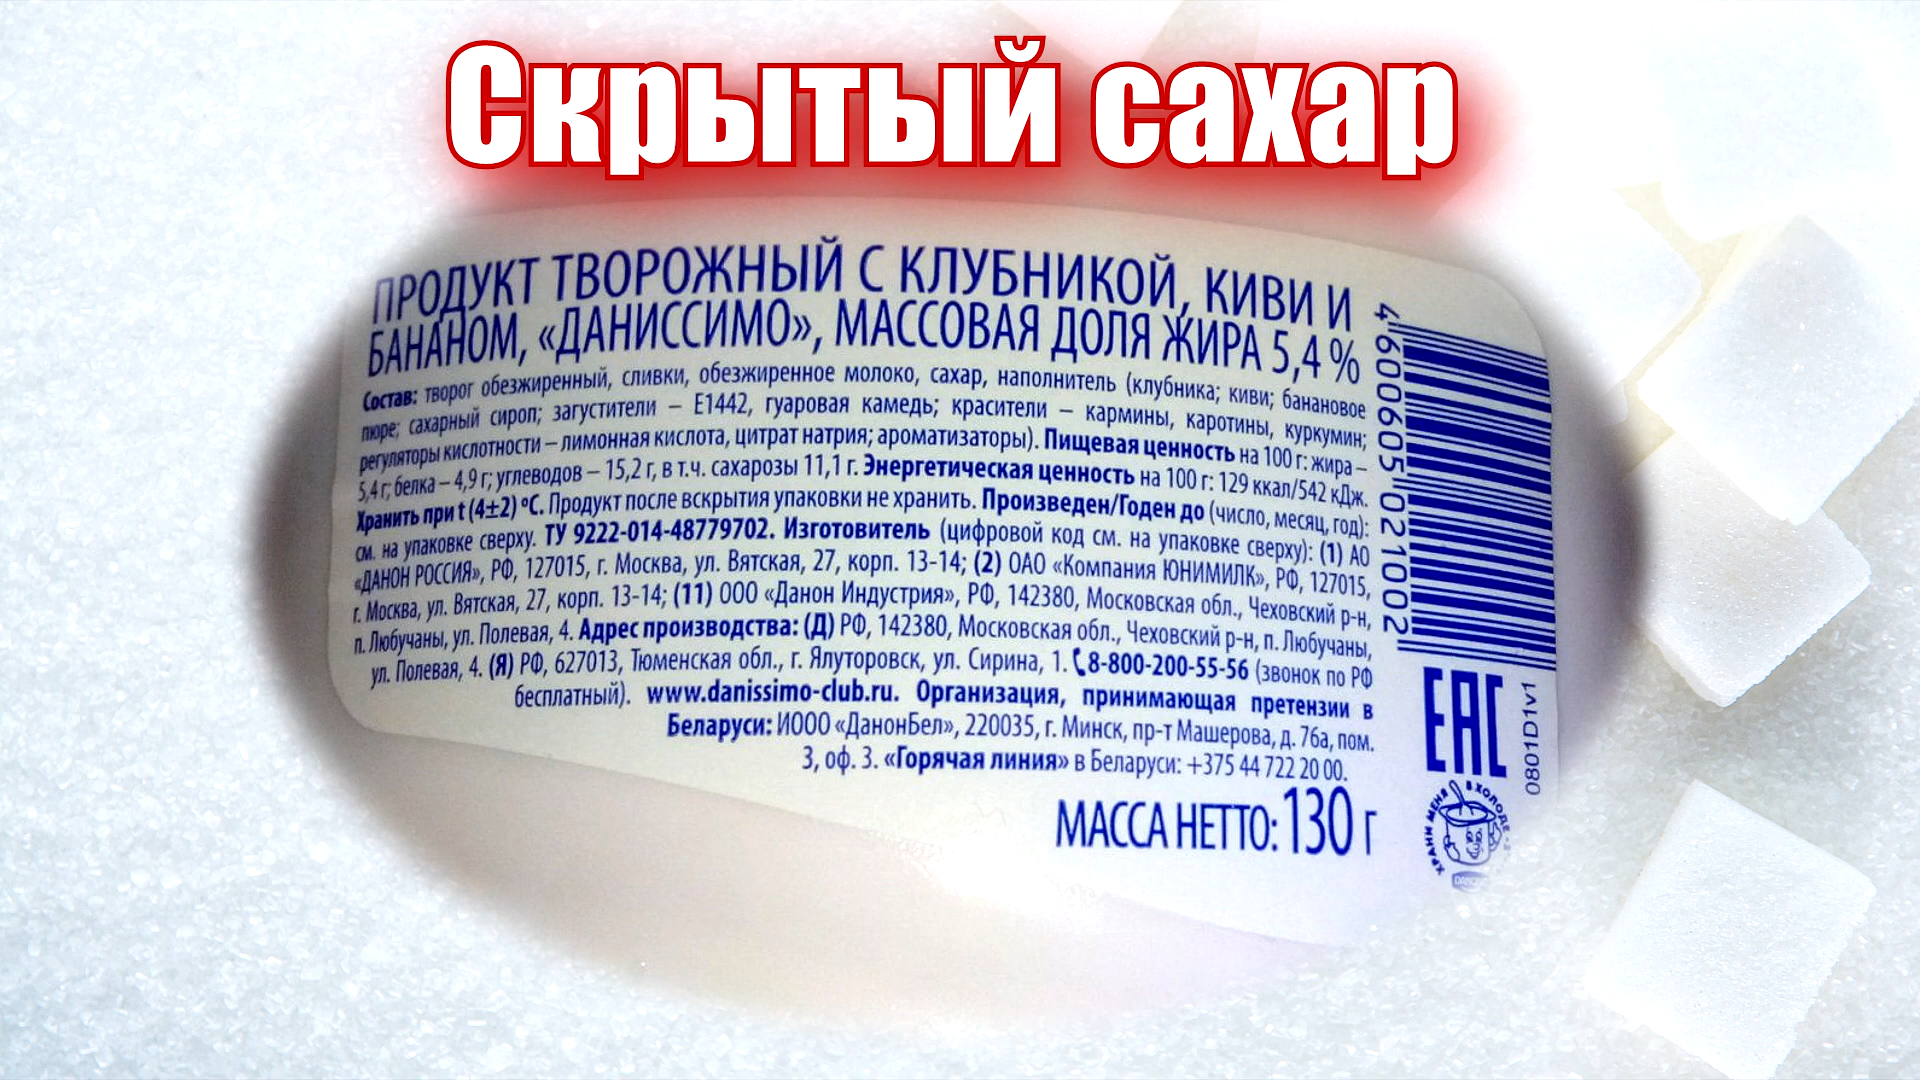 Скрытый сахар
ПРОДУКТ ТВОРОЖНЫЙ С КЛУБНИКОЙ, КИВИ И
БАНАНОМ, «ДАНИССИМО», МАССОВАЯ ДОЛЯ ЖИРА 5,4 %
Состав: творог обезжиренный, сливки, обезжиренное молоко, сахар, наполнитель (клубника; киви; банановое
пюре; сахарный сироп; загустители – Е1442, гуаровая камедь; красители – кармины, каротины, куркумин;
регуляторы кислотности – лимонная кислота, цитрат натрия; ароматизаторы). Пищевая ценность на 100 г: жира –
5,4 г; белка – 4,9 г; углеводов – 15,2 г, в т.ч. сахарозы 11,1 г. Энергетическая ценность на 100 г: 129 ккал/542 кДж.
Хранить при t (4±2) °С. Продукт после вскрытия упаковки не хранить. Произведен/Годен до (число, месяц, год):
см. на упаковке сверху. ТУ 9222-014-48779702. Изготовитель (цифровой код см. на упаковке сверху): (1) АО
«ДАНОН РОССИЯ», РФ, 127015, г. Москва, ул. Вятская, 27, корп. 13-14; (2) ОАО «Компания ЮНИМИЛК», РФ, 127015,
г. Москва, ул. Вятская, 27, корп. 13-14; (11) ООО «Данон Индустрия», РФ, 142380, Московская обл., Чеховский р-н,
п. Любучаны, ул. Полевая, 4. Адрес производства: (Д) РФ, 142380, Московская обл., Чеховский р-н, п. Любучаны,
ул. Полевая, 4. (Я) РФ, 627013, Тюменская обл., г. Ялуторовск, ул. Сирина, 1. 8-800-200-55-56 (звонок по РФ
бесплатный). www.danissimo-club.ru. Организация, принимающая претензии в
Беларуси: ИООО «ДанонБел», 220035, г. Минск, пр-т Машерова, д. 76а, пом.
3, оф. 3. «Горячая линия» в Беларуси: +375 44 722 20 00.
МАССА НЕТТО: 130 г
4 600605 021002
EAC
0801D1v1
ХРАНИ МЕНЯ В ХОЛОДЕ